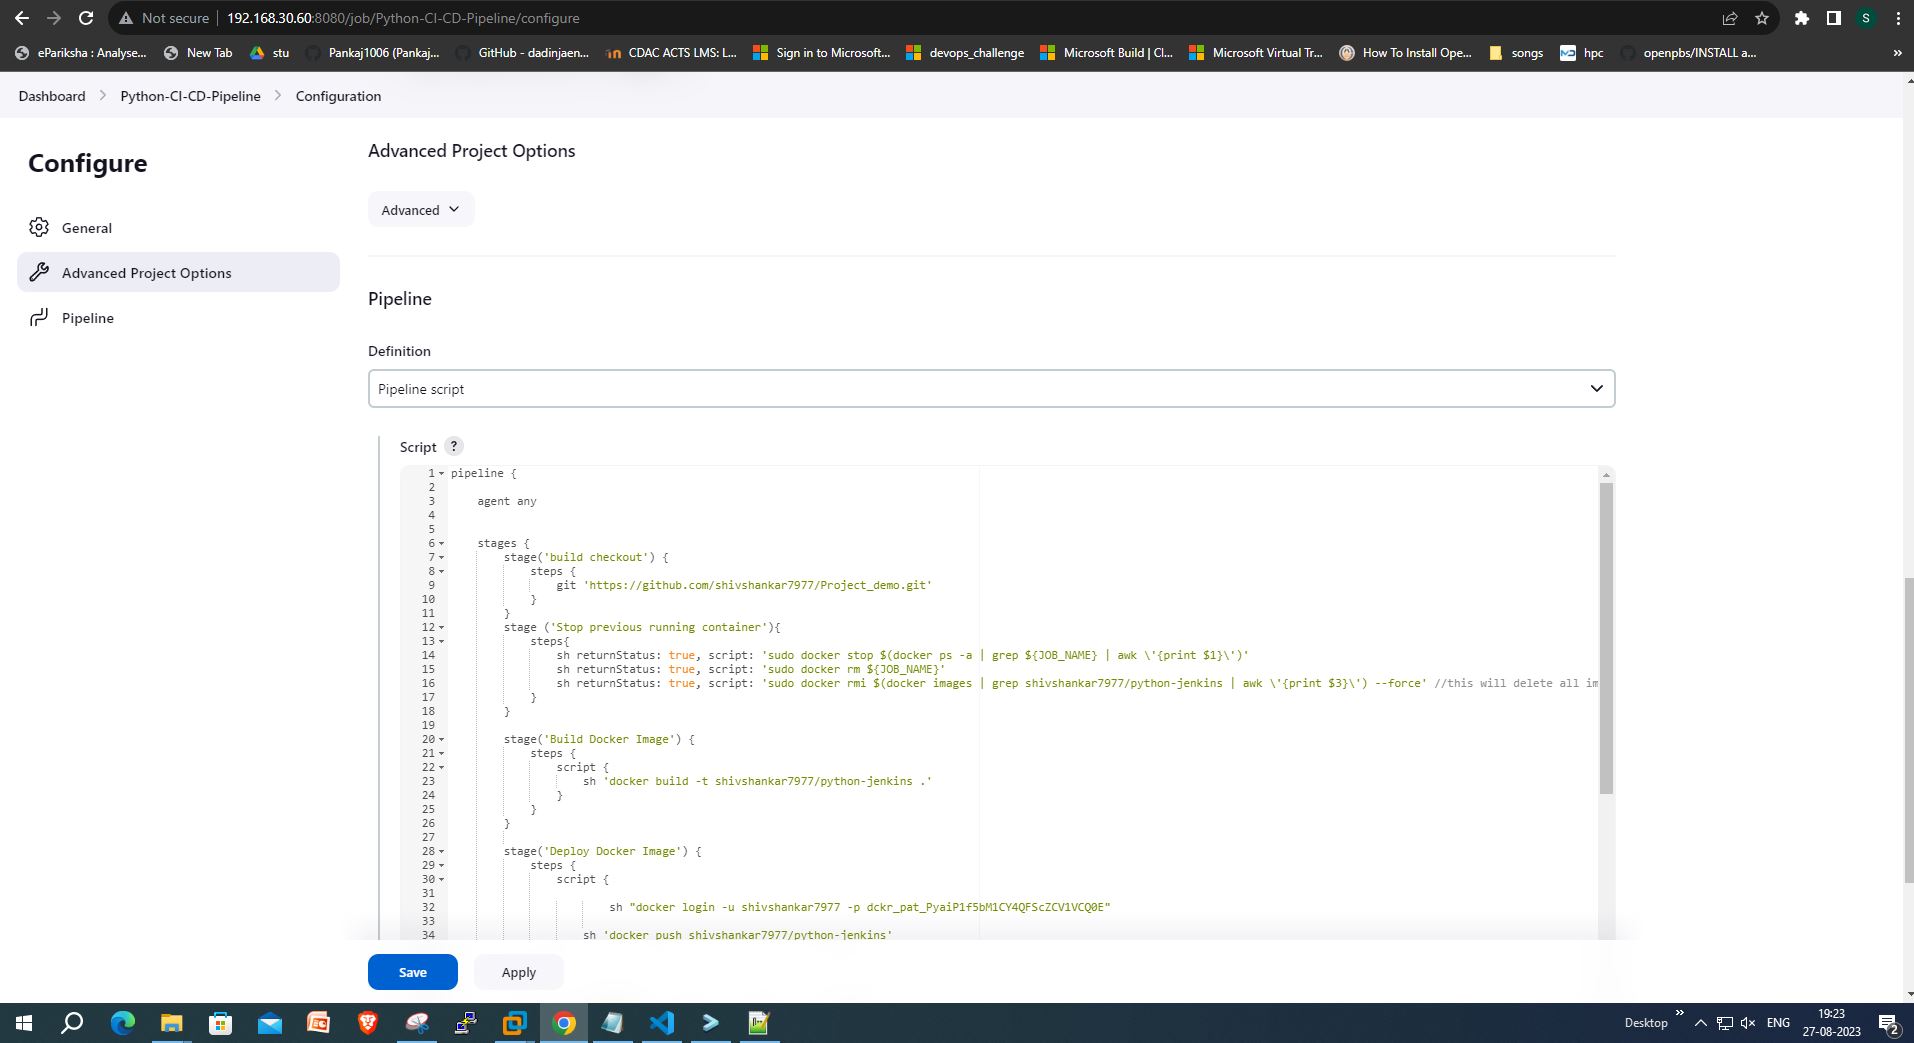 Not secure | 192.168.30.60:8080/job/Python-CI-CD-Pipeline/configure S
ePariksha : Analyse... New Tab stu Pankaj1006 (Pankaj... GitHub - dadinjaen... CDAC ACTS LMS: L... Sign in to Microsoft... devops_challenge Microsoft Build | Cl... Microsoft Virtual Tr... How To Install Ope... songs hpc openpbs/INSTALL a... »
Dashboard > Python-CI-CD-Pipeline > Configuration
Configure
General
Advanced Project Options
Pipeline
Advanced Project Options
Advanced
Pipeline
Definition
Pipeline script
Script ?
1 pipeline {
2
3 agent any
4
5
6 stages {
7 stage('build checkout') {
8 steps {
9 git 'https://github.com/shivshankar7977/Project_demo.git'
10 }
11 }
12 stage ('Stop previous running container'){
13 steps{
14 sh returnStatus: true, script: 'sudo docker stop $(docker ps -a | grep ${JOB_NAME} | awk \'{print $1}\')'
15 sh returnStatus: true, script: 'sudo docker rm ${JOB_NAME}'
16 sh returnStatus: true, script: 'sudo docker rmi $(docker images | grep shivshankar7977/python-jenkins | awk \'{print $3}\') --force' //this will delete all im
17 }
18 }
19
20 stage('Build Docker Image') {
21 steps {
22 script {
23 sh 'docker build -t shivshankar7977/python-jenkins .'
24 }
25 }
26 }
27
28 stage('Deploy Docker Image') {
29 steps {
30 script {
31
32 sh "docker login -u shivshankar7977 -p dckr_pat_PyaiP1f5bM1CY4QFScZCV1VCQ0E"
33
34 sh 'docker push shivshankar7977/python-jenkins'
Save Apply
Desktop » ENG 19:23
27-08-2023 2